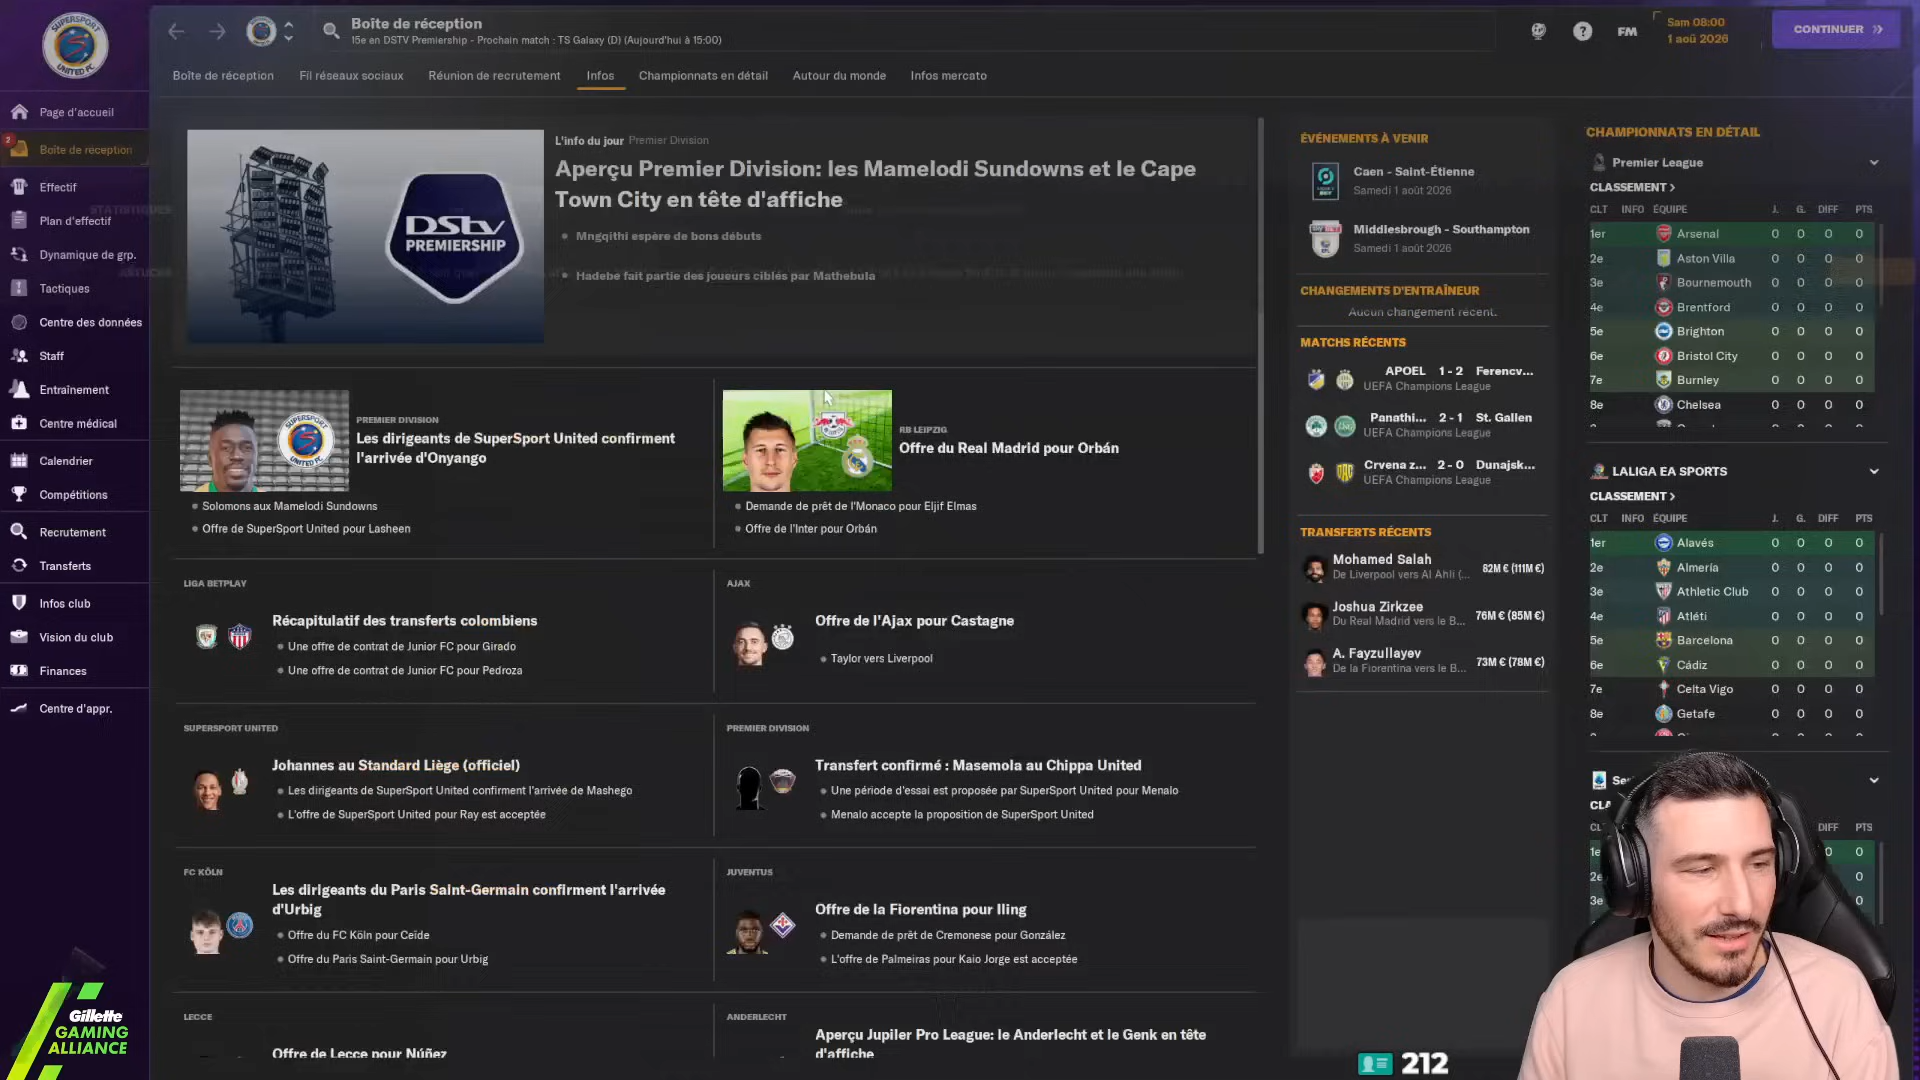 SUPERSPORT
UNITED FC
Boîte de réception
15e en DSTV Premiership - Prochain match : TS Galaxy (D) (Aujourd'hui à 15:00)
FM
Sam 08:00
1 aoû 2026
CONTINUER
Boîte de réception
Fil réseaux sociaux
Réunion de recrutement
Infos
Championnats en détail
Autour du monde
Infos mercato
Page d'accueil
2
Boîte de réception
Effectif
Plan d'effectif
Dynamique de grp.
Tactiques
Centre des données
Staff
Entraînement
Centre médical
Calendrier
Compétitions
Recrutement
Transferts
Infos club
Vision du club
Finances
Centre d'appr.
Gillette
GAMING
ALLIANCE
DStv
PREMIERSHIP
L'info du jour Premier Division
Aperçu Premier Division: les Mamelodi Sundowns et le Cape
Town City en tête d'affiche
Mngqithi espère de bons débuts
Hadebe fait partie des joueurs ciblés par Mathebula
PREMIER DIVISION
Les dirigeants de SuperSport United confirment
l'arrivée d'Onyango
Solomons aux Mamelodi Sundowns
Offre de SuperSport United pour Lasheen
RB LEIPZIG
Offre du Real Madrid pour Orbán
Demande de prêt de l'Monaco pour Eljif Elmas
Offre de l'Inter pour Orbán
LIGA BETPLAY
Récapitulatif des transferts colombiens
Une offre de contrat de Junior FC pour Girado
Une offre de contrat de Junior FC pour Pedroza
AJAX
Offre de l'Ajax pour Castagne
Taylor vers Liverpool
SUPERSPORT UNITED
Johannes au Standard Liège (officiel)
Les dirigeants de SuperSport United confirment l'arrivée de Mashego
L'offre de SuperSport United pour Ray est acceptée
PREMIER DIVISION
Transfert confirmé : Masemola au Chippa United
Une période d'essai est proposée par SuperSport United pour Menalo
Menalo accepte la proposition de SuperSport United
FC KÖLN
Les dirigeants du Paris Saint-Germain confirment l'arrivée
d'Urbig
Offre du FC Köln pour Ceïde
Offre du Paris Saint-Germain pour Urbig
JUVENTUS
Offre de la Fiorentina pour Iling
Demande de prêt de Cremonese pour González
L'offre de Palmeiras pour Kaio Jorge est acceptée
LECCE
Offre de Lecce pour Núñez
ANDERLECHT
Aperçu Jupiler Pro League: le Anderlecht et le Genk en tête
d'affiche
ÉVÉNEMENTS À VENIR
Caen - Saint-Étienne
Samedi 1 août 2026
Middlesbrough - Southampton
Samedi 1 août 2026
CHANGEMENTS D'ENTRAÎNEUR
Aucun changement récent.
MATCHS RÉCENTS
APOEL 1 - 2 Ferencv...
UEFA Champions League
Panathi... 2 - 1 St. Gallen
UEFA Champions League
Crvena z... 2 - 0 Dunajsk...
UEFA Champions League
TRANSFERTS RÉCENTS
Mohamed Salah
De Liverpool vers Al Ahli (...
82M € (111M €)
Joshua Zirkzee
Du Real Madrid vers le B...
76M € (85M €)
A. Fayzullayev
De la Fiorentina vers le B...
73M € (78M €)
212
CHAMPIONNATS EN DÉTAIL
Premier League
CLASSEMENT >
CLT INFO ÉQUIPE J. G. DIFF PTS
1er Arsenal 0 0 0 0
2e Aston Villa 0 0 0 0
3e Bournemouth 0 0 0 0
4e Brentford 0 0 0 0
5e Brighton 0 0 0 0
6e Bristol City 0 0 0 0
7e Burnley 0 0 0 0
8e Chelsea 0 0 0 0
LALIGA EA SPORTS
CLASSEMENT >
CLT INFO ÉQUIPE J. G. DIFF PTS
1er Alavés 0 0 0 0
2e Almería 0 0 0 0
3e Athletic Club 0 0 0 0
4e Atléti 0 0 0 0
5e Barcelona 0 0 0 0
6e Cádiz 0 0 0 0
7e Celta Vigo 0 0 0 0
8e Getafe 0 0 0 0
DIFF PTS
0 0
2e 0
3e 0